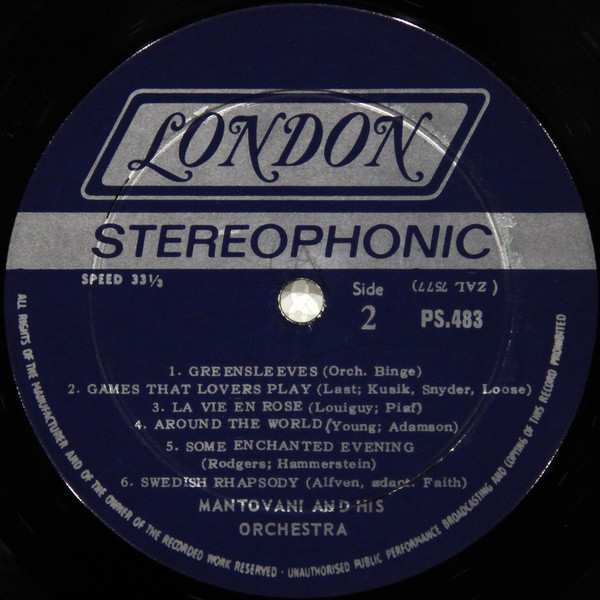 LONDON
STEREOPHONIC
SPEED 33⅓
Side
2
(ZAL 7577)
PS.483
1. GREENSLEEVES (Orch. Binge)
2. GAMES THAT LOVERS PLAY (Last; Kusik, Snyder, Loose)
3. LA VIE EN ROSE (Louiguy; Piaf)
4. AROUND THE WORLD (Young; Adamson)
5. SOME ENCHANTED EVENING
(Rodgers; Hammerstein)
6. SWEDISH RHAPSODY (Alfven, adapt. Faith)
MANTOVANI AND HIS
ORCHESTRA
ALL RIGHTS OF THE MANUFACTURER AND OF THE OWNER OF THE RECORDED WORK RESERVED · UNAUTHORISED PUBLIC PERFORMANCE BROADCASTING AND COPYING OF THIS RECORD PROHIBITED